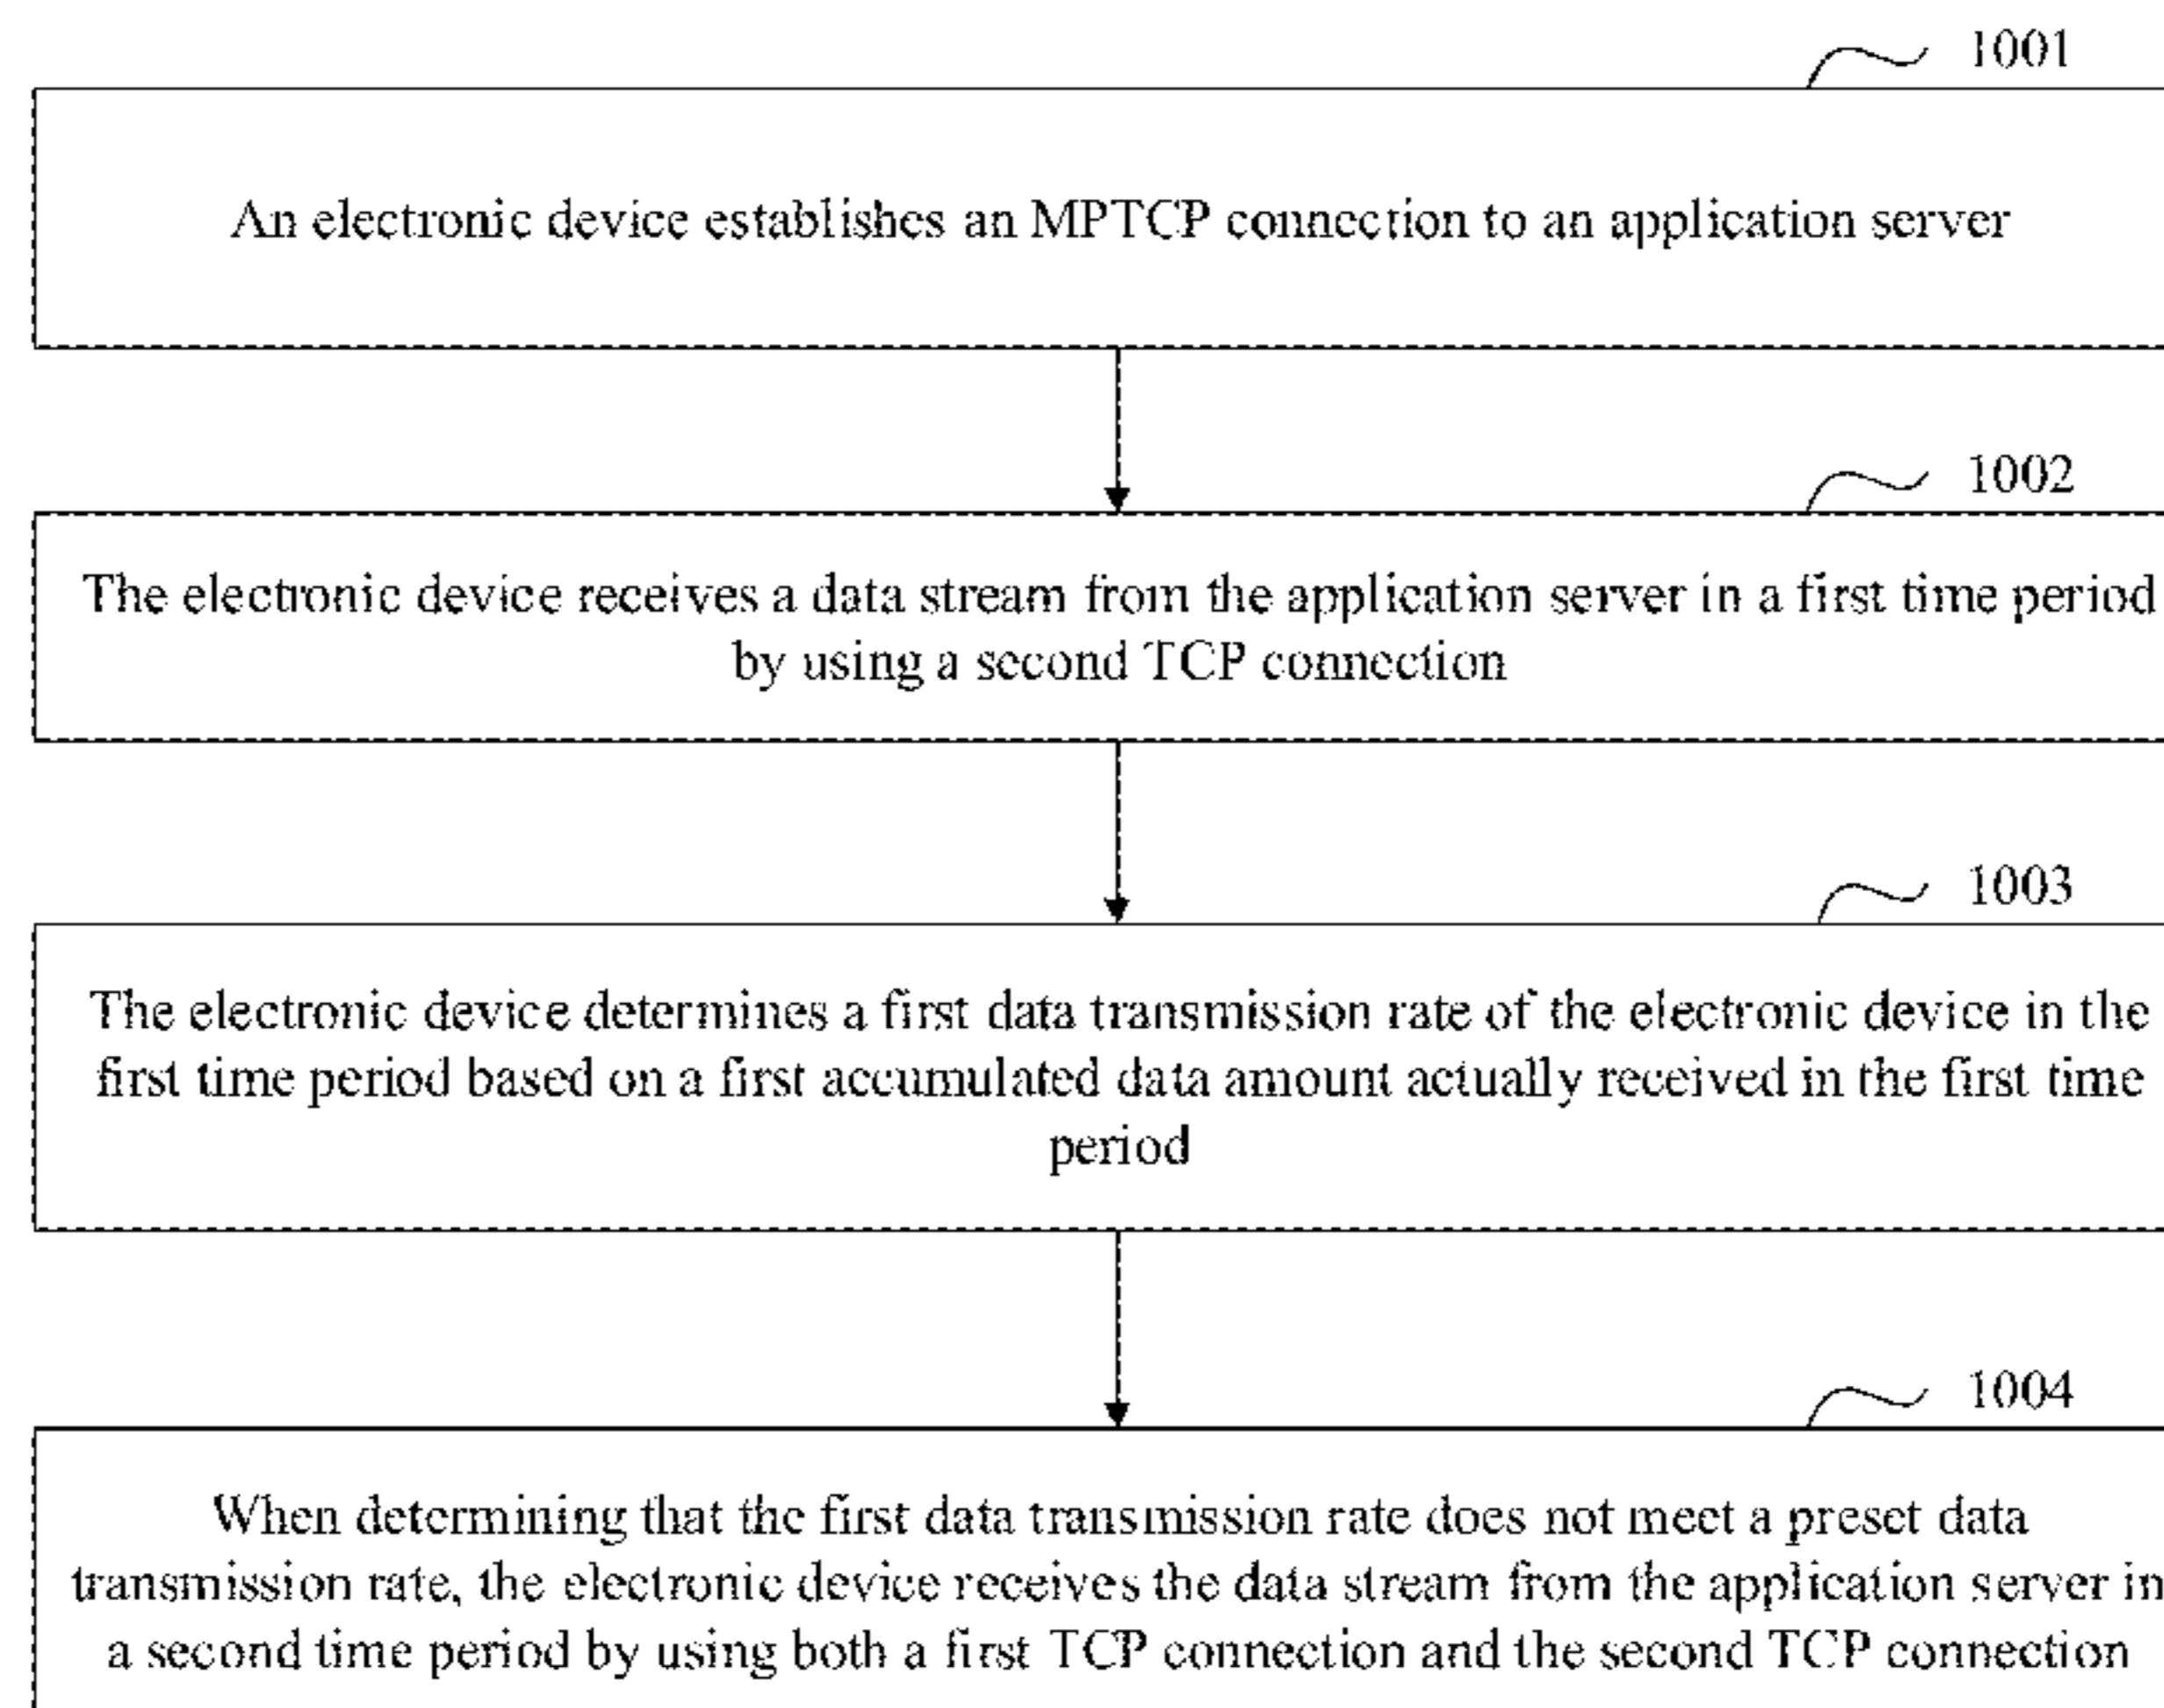 1001
An electronic device establishes an MPTCP connection to an application server
1002
The electronic device receives a data stream from the application server in a first time period
by using a second TCP connection
1003
The electronic device determines a first data transmission rate of the electronic device in the
first time period based on a first accumulated data amount actually received in the first time
period
1004
When determining that the first data transmission rate does not meet a preset data
transmission rate, the electronic device receives the data stream from the application server in
a second time period by using both a first TCP connection and the second TCP connection